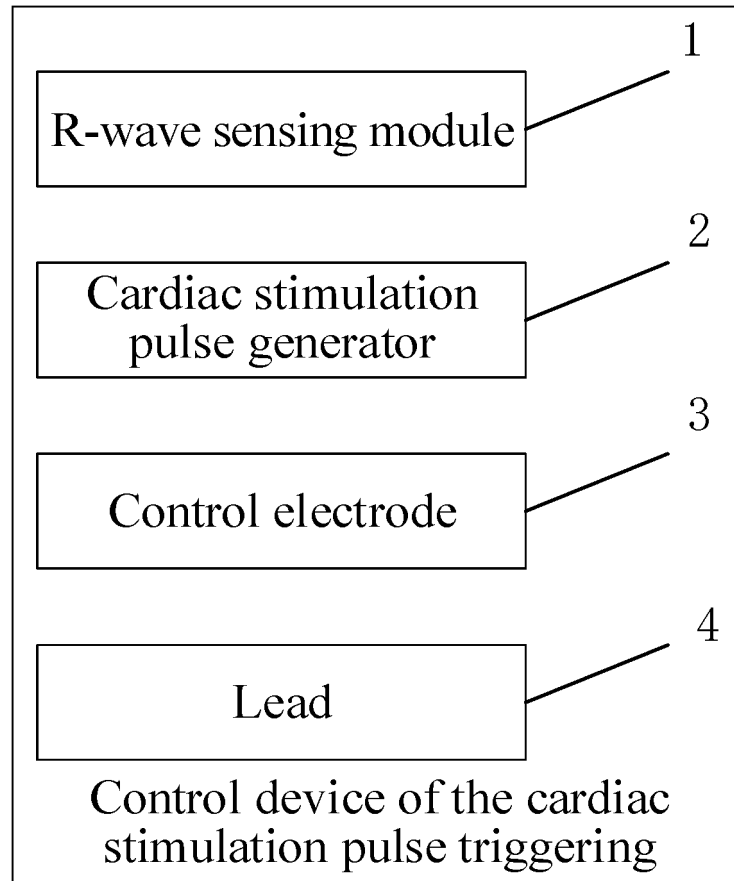 1
R-wave sensing module
2
Cardiac stimulation
pulse generator
3
Control electrode
4
Lead
Control device of the cardiac
stimulation pulse triggering